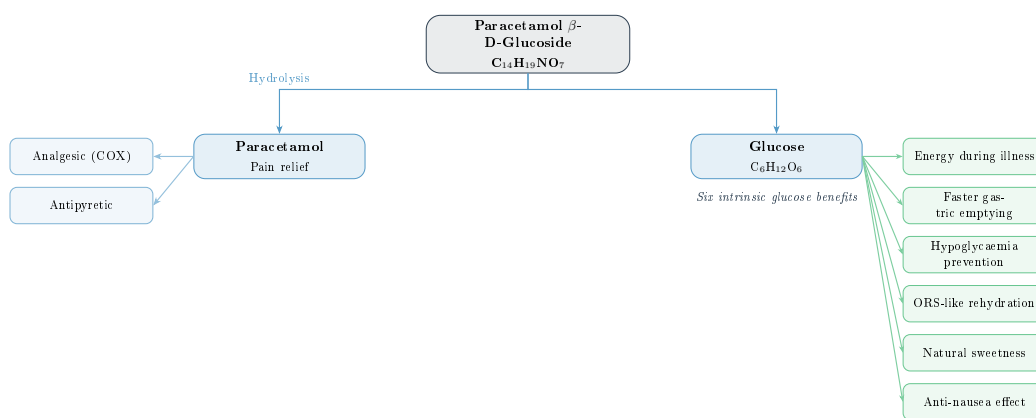 Paracetamol β-
D-Glucoside
C₁₄H₁₉NO₇
Hydrolysis
Paracetamol
Pain relief
Analgesic (COX)
Antipyretic
Glucose
C₆H₁₂O₆
Six intrinsic glucose benefits
Energy during illness
Faster gas-
tric emptying
Hypoglycaemia
prevention
ORS-like rehydration
Natural sweetness
Anti-nausea effect